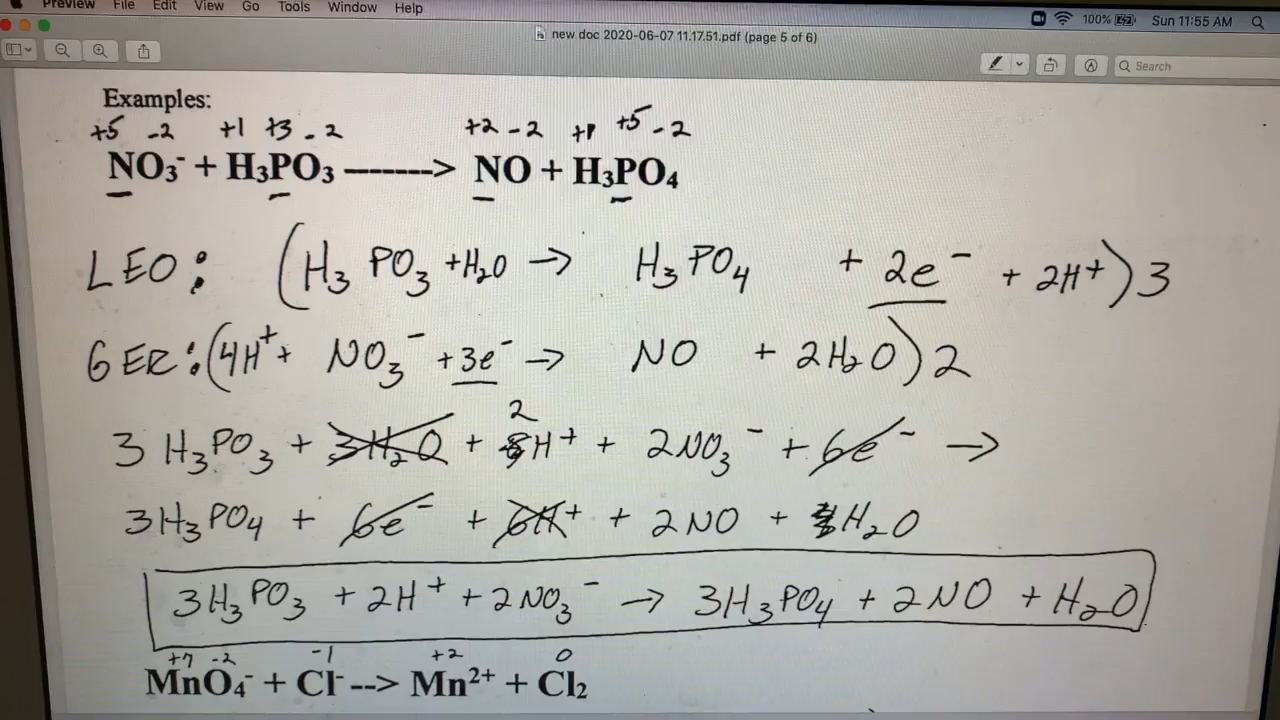 Preview File Edit View Go Tools Window Help 100% Sun 11:55 AM
new doc 2020-06-07 11.17.51.pdf (page 5 of 6)
Search
Examples:
+5 -2 +1 +3 -2 +2 -2 +1 +5 -2
NO₃⁻ + H₃PO₃ -------> NO + H₃PO₄
LEO: (H₃PO₃ + H₂O → H₃PO₄ + 2e⁻ + 2H⁺)3
GER: (4H⁺ + NO₃⁻ + 3e⁻ → NO + 2H₂O)2
2
3H₃PO₃ + 3H₂O + 8H⁺ + 2NO₃⁻ + 6e⁻ →
3H₃PO₄ + 6e⁻ + 6H⁺ + 2NO + H₂O
3H₃PO₃ + 2H⁺ + 2NO₃⁻ → 3H₃PO₄ + 2NO + H₂O
+7 -2 -1 +2 0
MnO₄⁻ + Cl⁻ --> Mn²⁺ + Cl₂